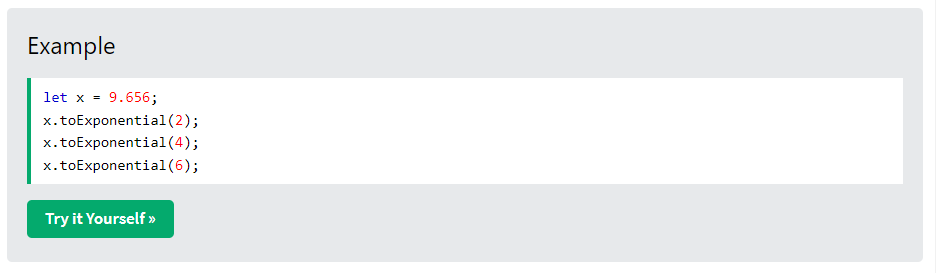 Example
let x = 9.656;
x.toExponential(2);
x.toExponential(4);
x.toExponential(6);
Try it Yourself »